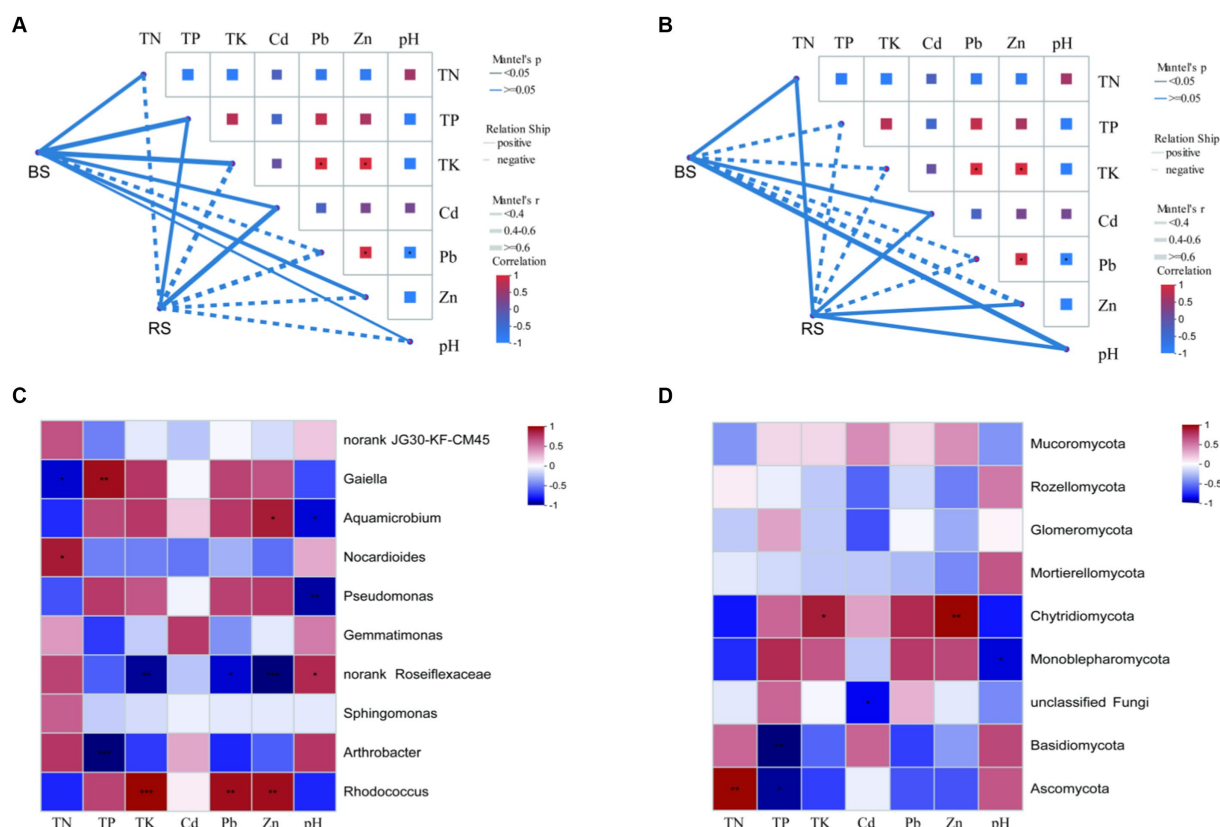 A
TN TP TK Cd Pb Zn pH
TN
TP
TK
Cd
Pb
Zn
pH
BS
RS
Mantel's p
<0.05
>=0.05
Relation Ship
positive
negative
Mantel's r
<0.4
0.4-0.6
>=0.6
Correlation
1
0.5
0
-0.5
-1
B
TN TP TK Cd Pb Zn pH
TN
TP
TK
Cd
Pb
Zn
pH
BS
RS
Mantel's p
<0.05
>=0.05
Relation Ship
positive
negative
Mantel's r
<0.4
0.4-0.6
>=0.6
Correlation
1
0.5
0
-0.5
-1
C
norank JG30-KF-CM45
* ** Gaiella
* * Aquamicrobium
* Nocardioides
** Pseudomonas
Gemmatimonas
** * *** * norank Roseiflexaceae
Sphingomonas
*** Arthrobacter
*** ** ** Rhodococcus
TN TP TK Cd Pb Zn pH
1
0.5
0
-0.5
-1
D
Mucoromycota
Rozellomycota
Glomeromycota
Mortierellomycota
* ** Chytridiomycota
* Monoblepharomycota
* unclassified Fungi
** Basidiomycota
** * Ascomycota
TN TP TK Cd Pb Zn pH
1
0.5
0
-0.5
-1